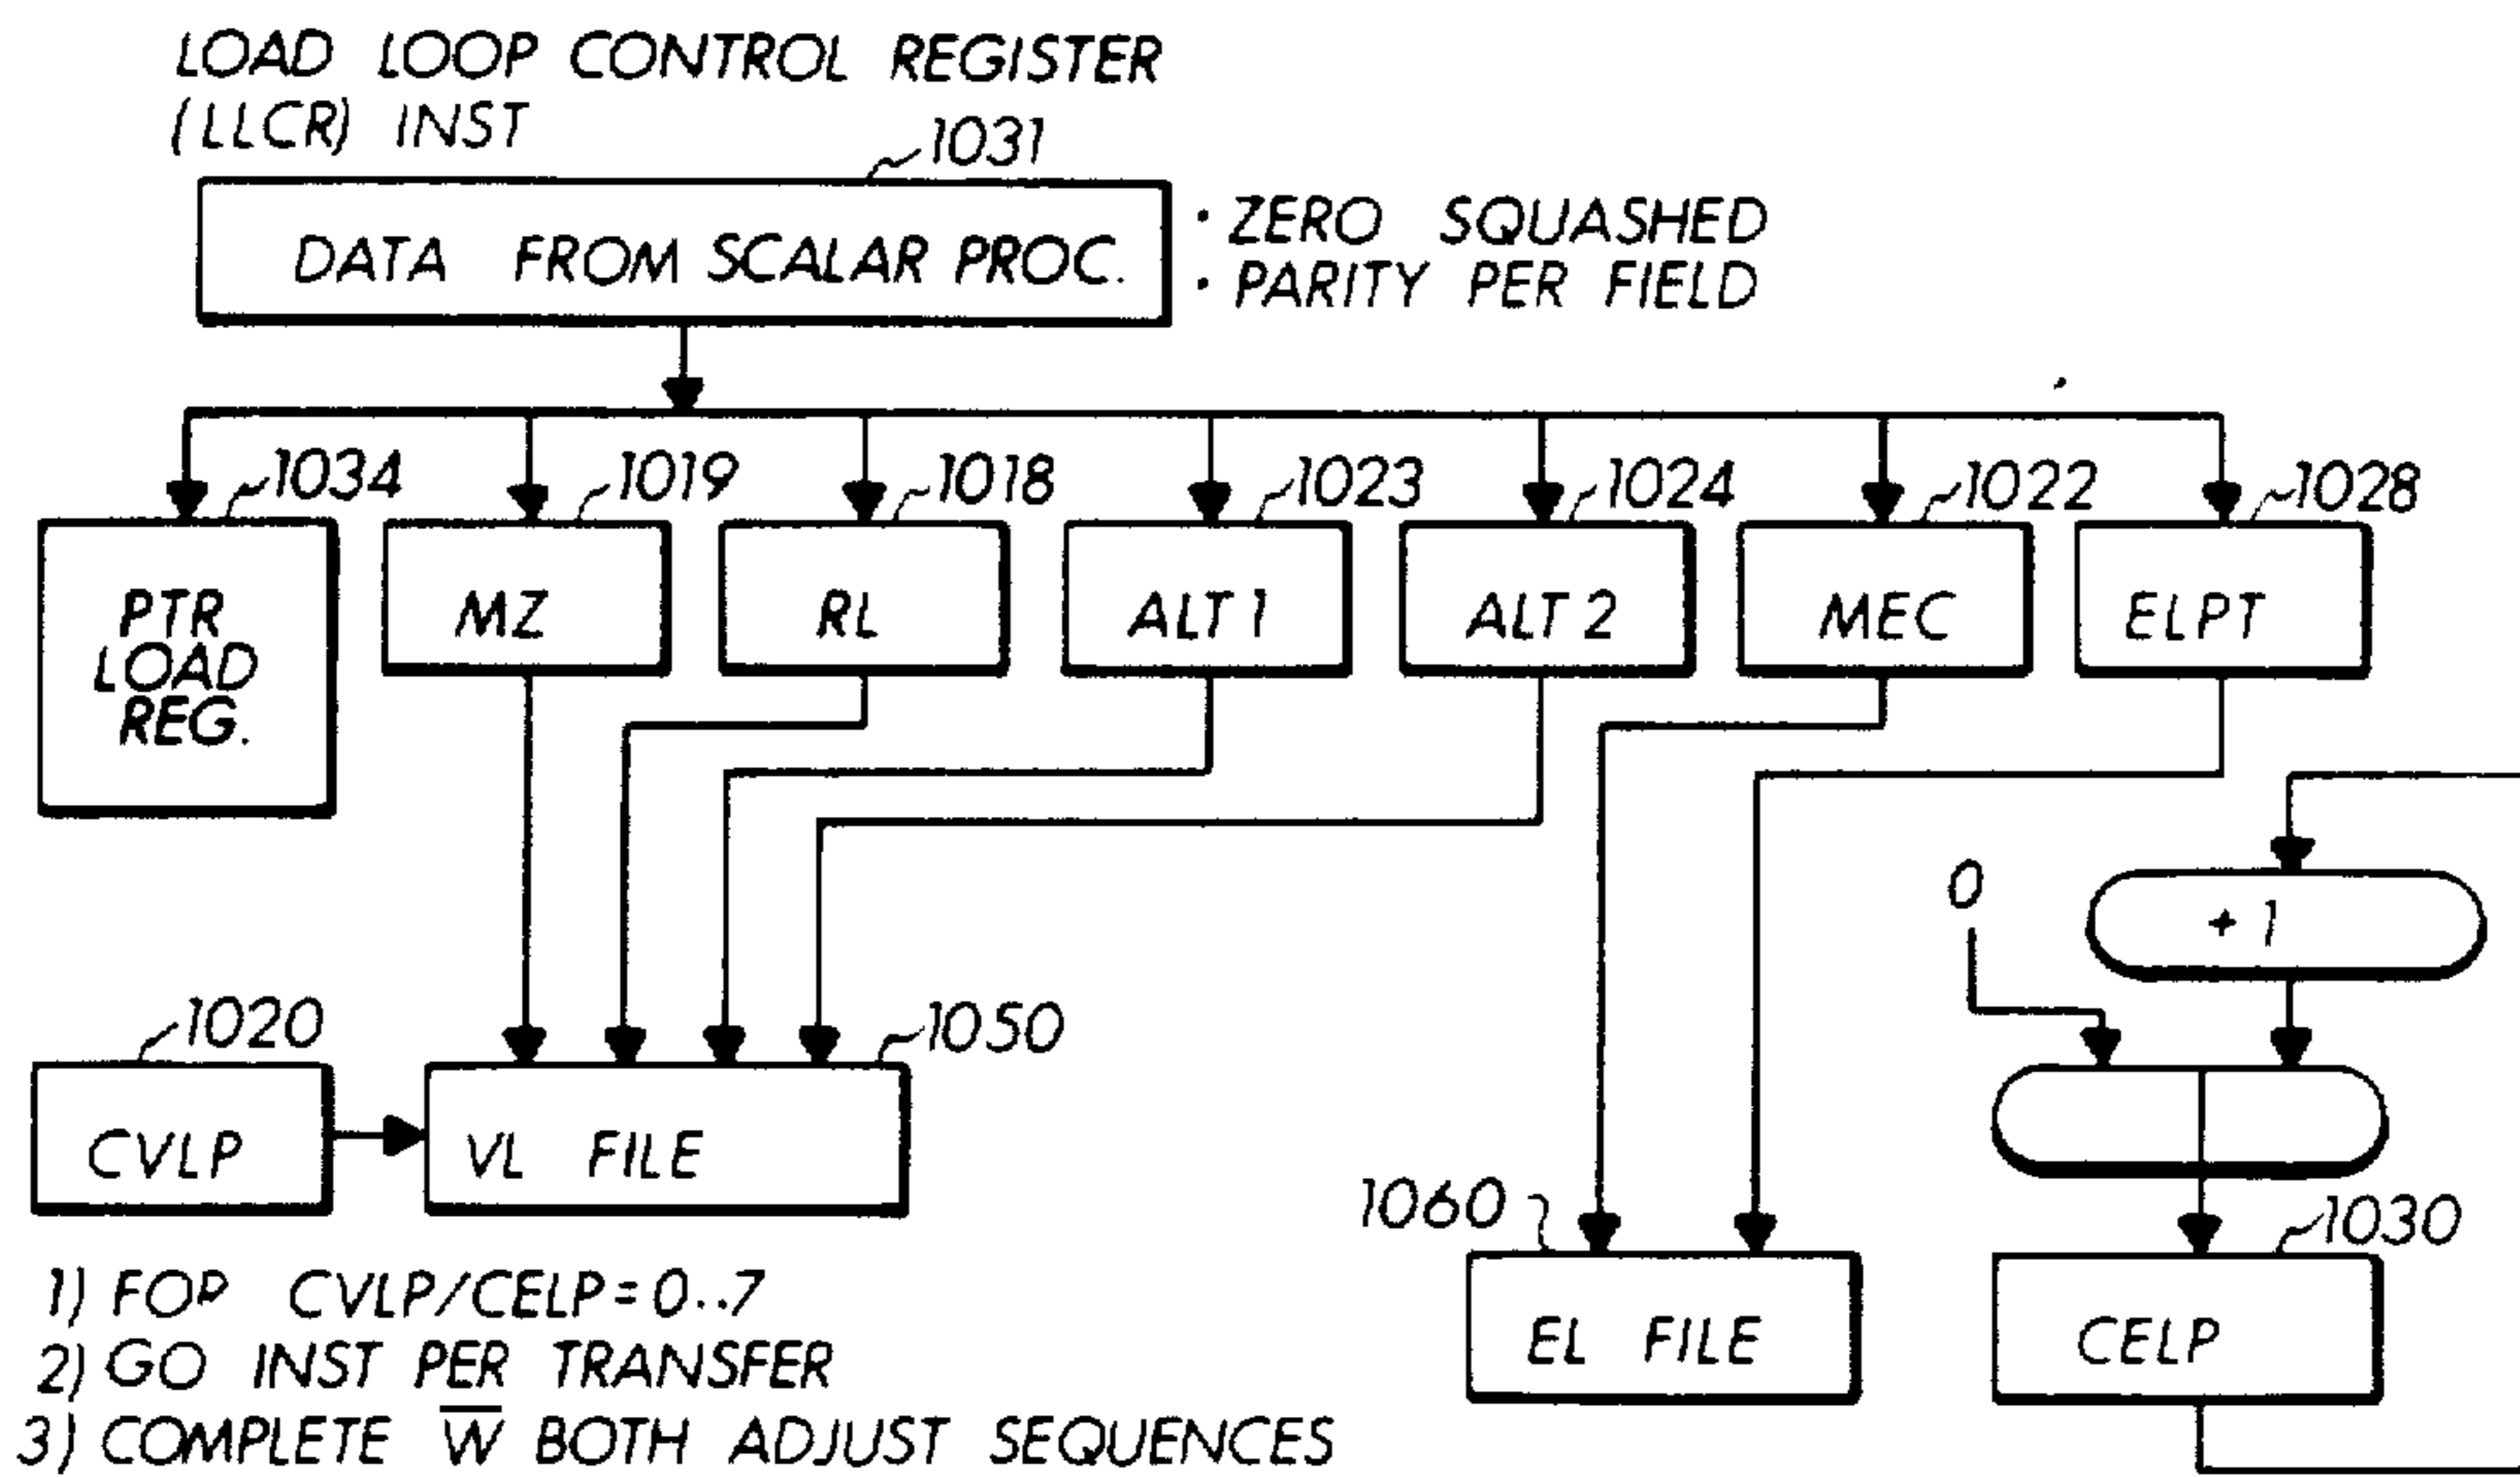 LOAD LOOP CONTROL REGISTER
(LLCR) INST
1031
DATA FROM SCALAR PROC.
• ZERO SQUASHED
• PARITY PER FIELD
1034
1019
1018
1023
1024
1022
1028
PTR
LOAD
REG.
MZ
RL
ALT 1
ALT 2
MEC
ELPT
0
+ 1
1020
1050
CVLP
VL FILE
1060
1030
EL FILE
CELP
1) FOP CVLP/CELP = 0..7
2) GO INST PER TRANSFER
3) COMPLETE W̅ BOTH ADJUST SEQUENCES